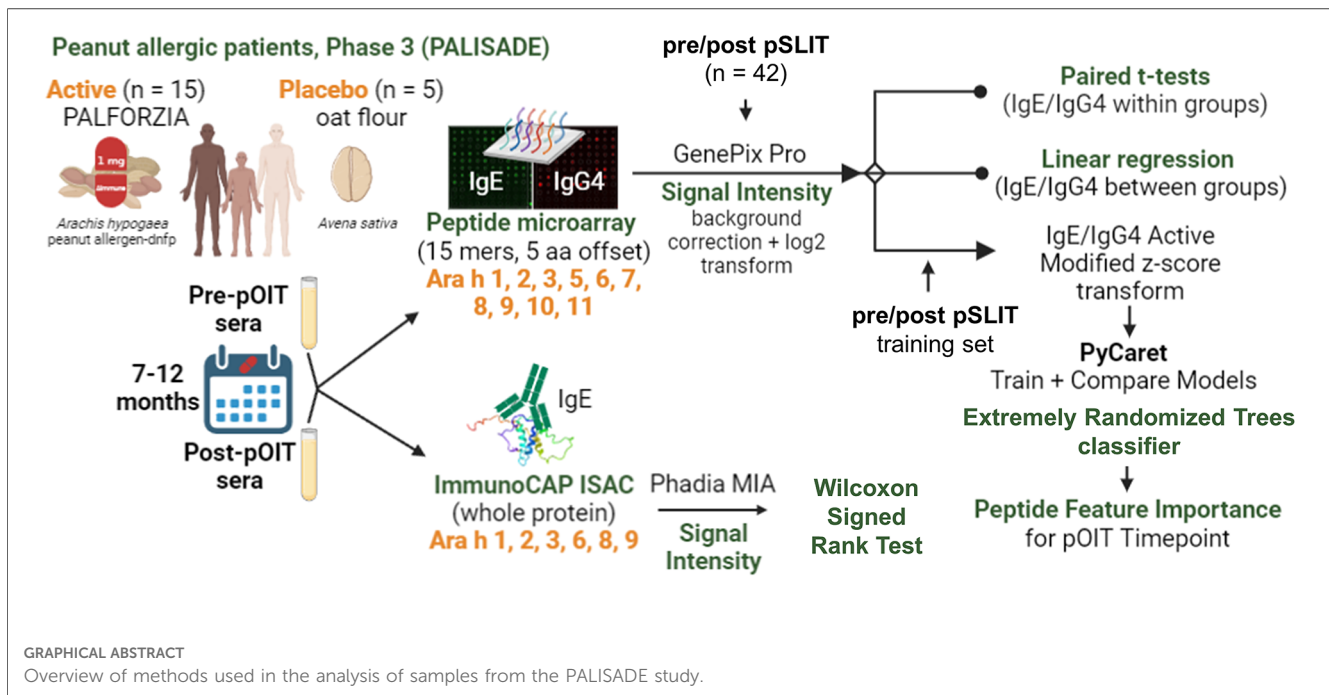 Peanut allergic patients, Phase 3 (PALISADE)
Active (n = 15)
PALFORZIA
Placebo (n = 5)
oat flour
1 mg
Aimmune
Arachis hypogaea
peanut allergen-dnfp
Avena sativa
Pre-pOIT
sera
7-12
months
Post-pOIT
sera
IgE
IgG4
Peptide microarray
(15 mers, 5 aa offset)
Ara h 1, 2, 3, 5, 6, 7,
8, 9, 10, 11
IgE
ImmunoCAP ISAC
(whole protein)
Ara h 1, 2, 3, 6, 8, 9
pre/post pSLIT
(n = 42)
GenePix Pro
Signal Intensity
background
correction + log2
transform
Phadia MIA
Signal
Intensity
Wilcoxon
Signed
Rank Test
pre/post pSLIT
training set
Paired t-tests
(IgE/IgG4 within groups)
Linear regression
(IgE/IgG4 between groups)
IgE/IgG4 Active
Modified z-score
transform
PyCaret
Train + Compare Models
Extremely Randomized Trees
classifier
Peptide Feature Importance
for pOIT Timepoint
GRAPHICAL ABSTRACT
Overview of methods used in the analysis of samples from the PALISADE study.